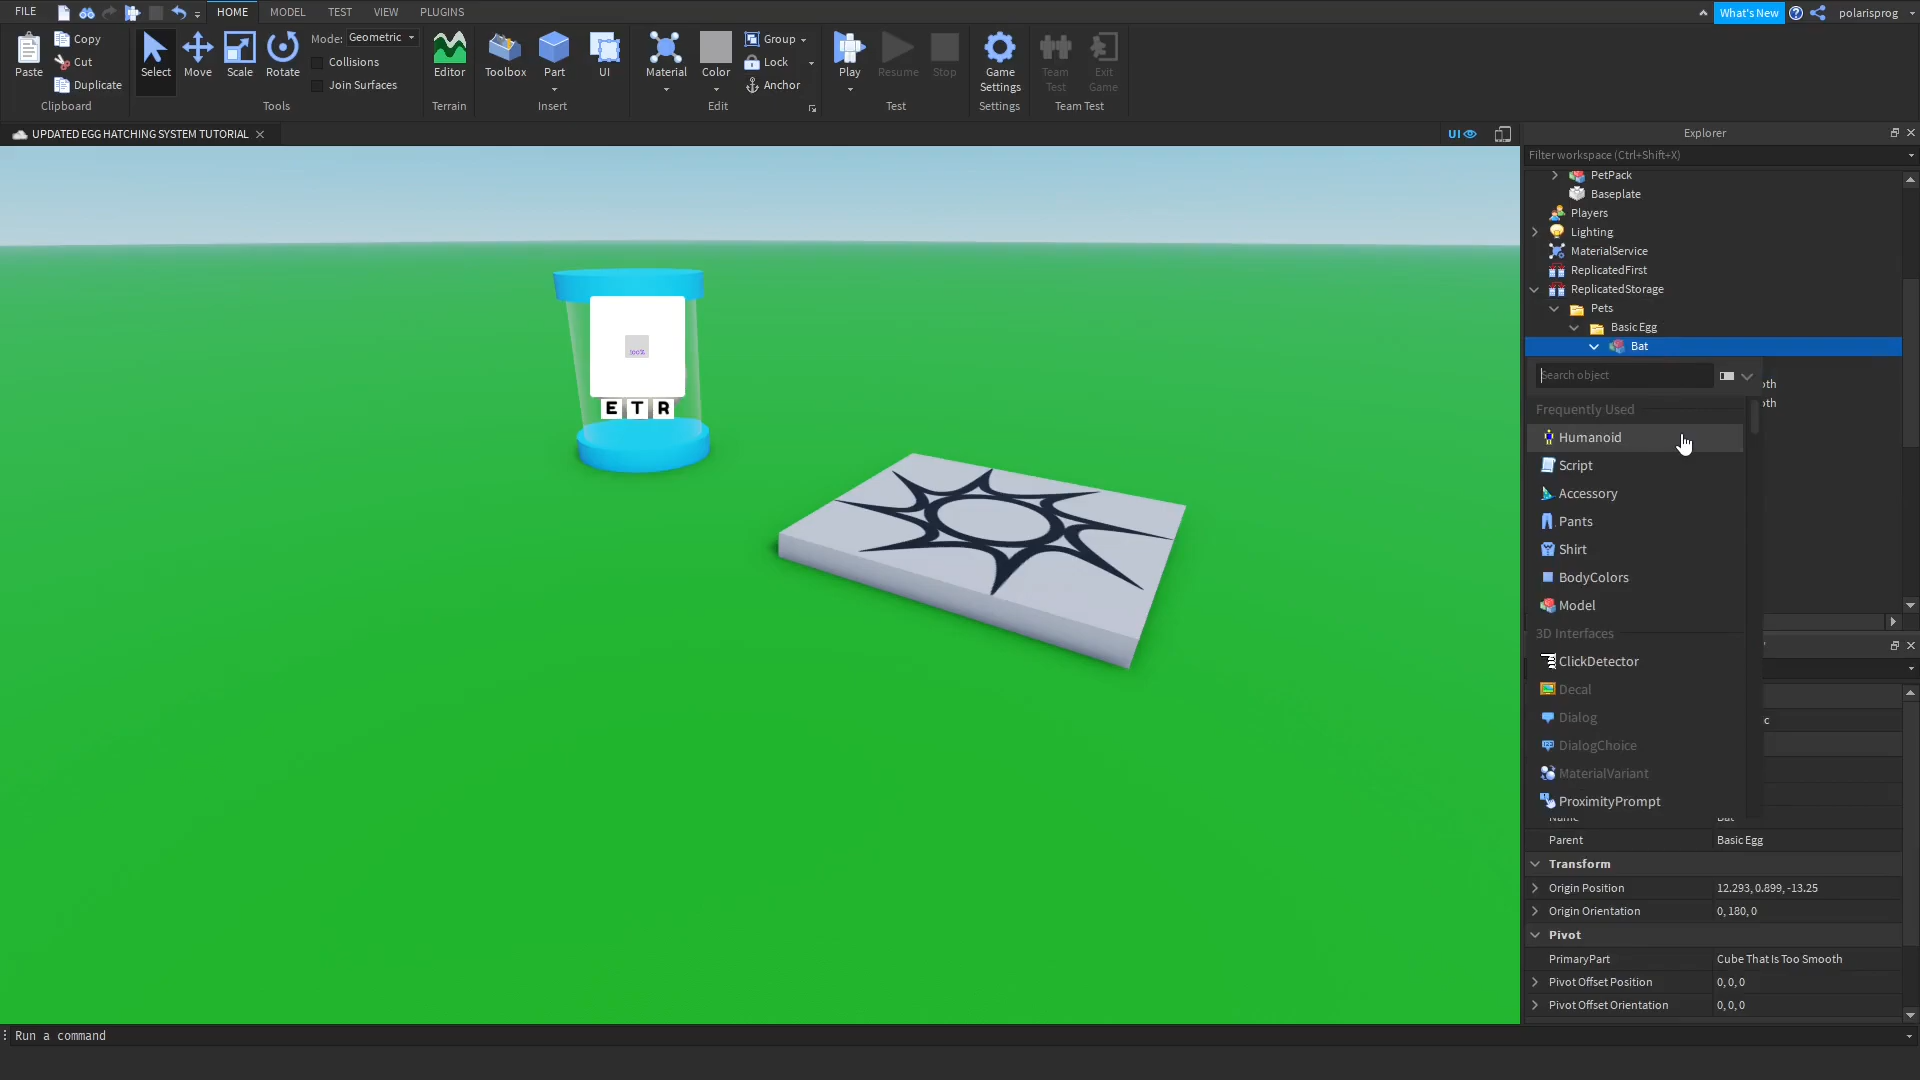 FILE
HOME
MODEL
TEST
VIEW
PLUGINS
What's New
polarisprog
Paste
Copy
Cut
Duplicate
Clipboard
Select
Move
Scale
Rotate
Mode: Geometric
Collisions
Join Surfaces
Tools
Editor
Terrain
Toolbox
Part
UI
Insert
Material
Color
Group
Lock
Anchor
Edit
Play
Resume
Stop
Test
Game
Settings
Settings
Team
Test
Exit
Game
Team Test
UPDATED EGG HATCHING SYSTEM TUTORIAL
UI
100%
E T R
Explorer
Filter workspace (Ctrl+Shift+X)
PetPack
Baseplate
Players
Lighting
MaterialService
ReplicatedFirst
ReplicatedStorage
Pets
Basic Egg
Bat
Search object
oth
oth
Frequently Used
Humanoid
Script
Accessory
Pants
Shirt
BodyColors
Model
3D Interfaces
ClickDetector
Decal
Dialog
DialogChoice
MaterialVariant
ProximityPrompt
c
Name Bat
Parent Basic Egg
Transform
Origin Position 12.293, 0.899, -13.25
Origin Orientation 0, 180, 0
Pivot
PrimaryPart Cube That Is Too Smooth
Pivot Offset Position 0, 0, 0
Pivot Offset Orientation 0, 0, 0
Run a command